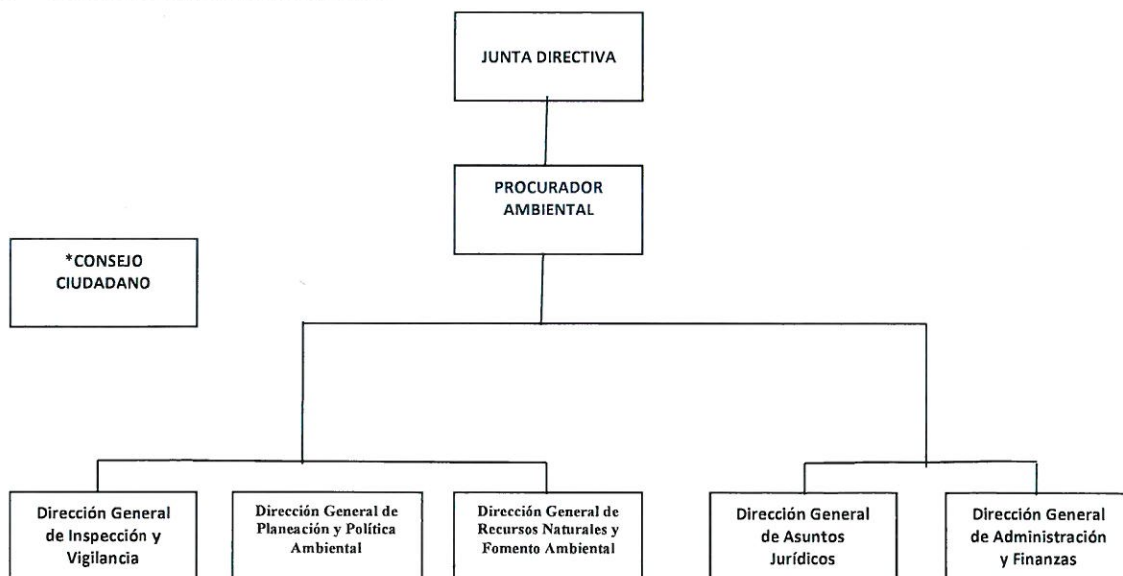 JUNTA DIRECTIVA
PROCURADOR
AMBIENTAL
*CONSEJO
CIUDADANO
Dirección General
de Inspección y
Vigilancia
Dirección General de
Planeación y Política
Ambiental
Dirección General de
Recursos Naturales y
Fomento Ambiental
Dirección General
de Asuntos
Jurídicos
Dirección General
de Administración
y Finanzas